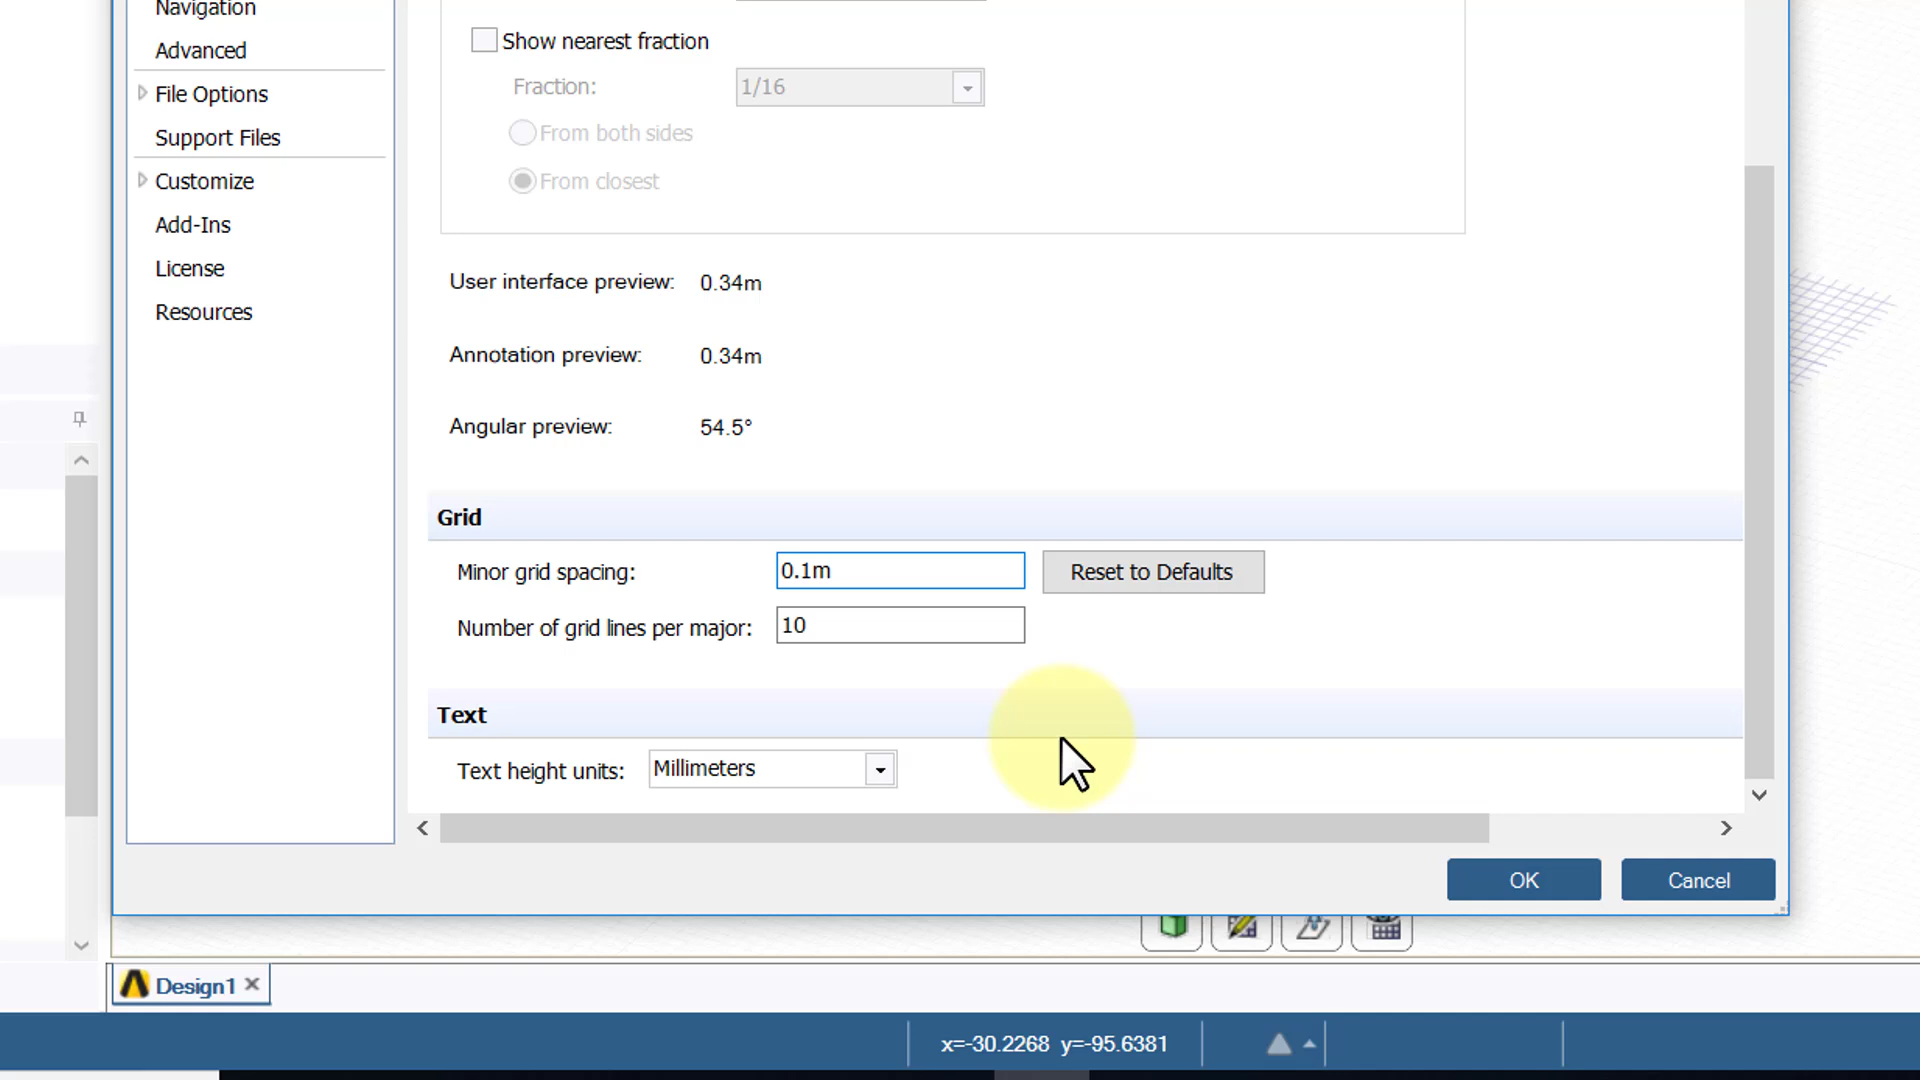 Navigation
Advanced
File Options
Support Files
Customize
Add-Ins
License
Resources
Show nearest fraction
Fraction: 1/16
From both sides
From closest
User interface preview: 0.34m
Annotation preview: 0.34m
Angular preview: 54.5°
Grid
Minor grid spacing: 0.1m Reset to Defaults
Number of grid lines per major: 10
Text
Text height units: Millimeters
OK Cancel
Design1
x=-30.2268 y=-95.6381